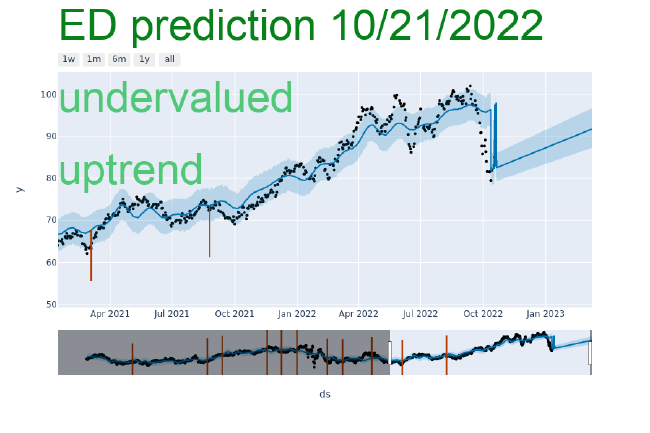 ED prediction 10/21/2022
1w 1m 6m 1y all
undervalued
uptrend
100
90
80
70
60
50
y
Apr 2021 Jul 2021 Oct 2021 Jan 2022 Apr 2022 Jul 2022 Oct 2022 Jan 2023
ds